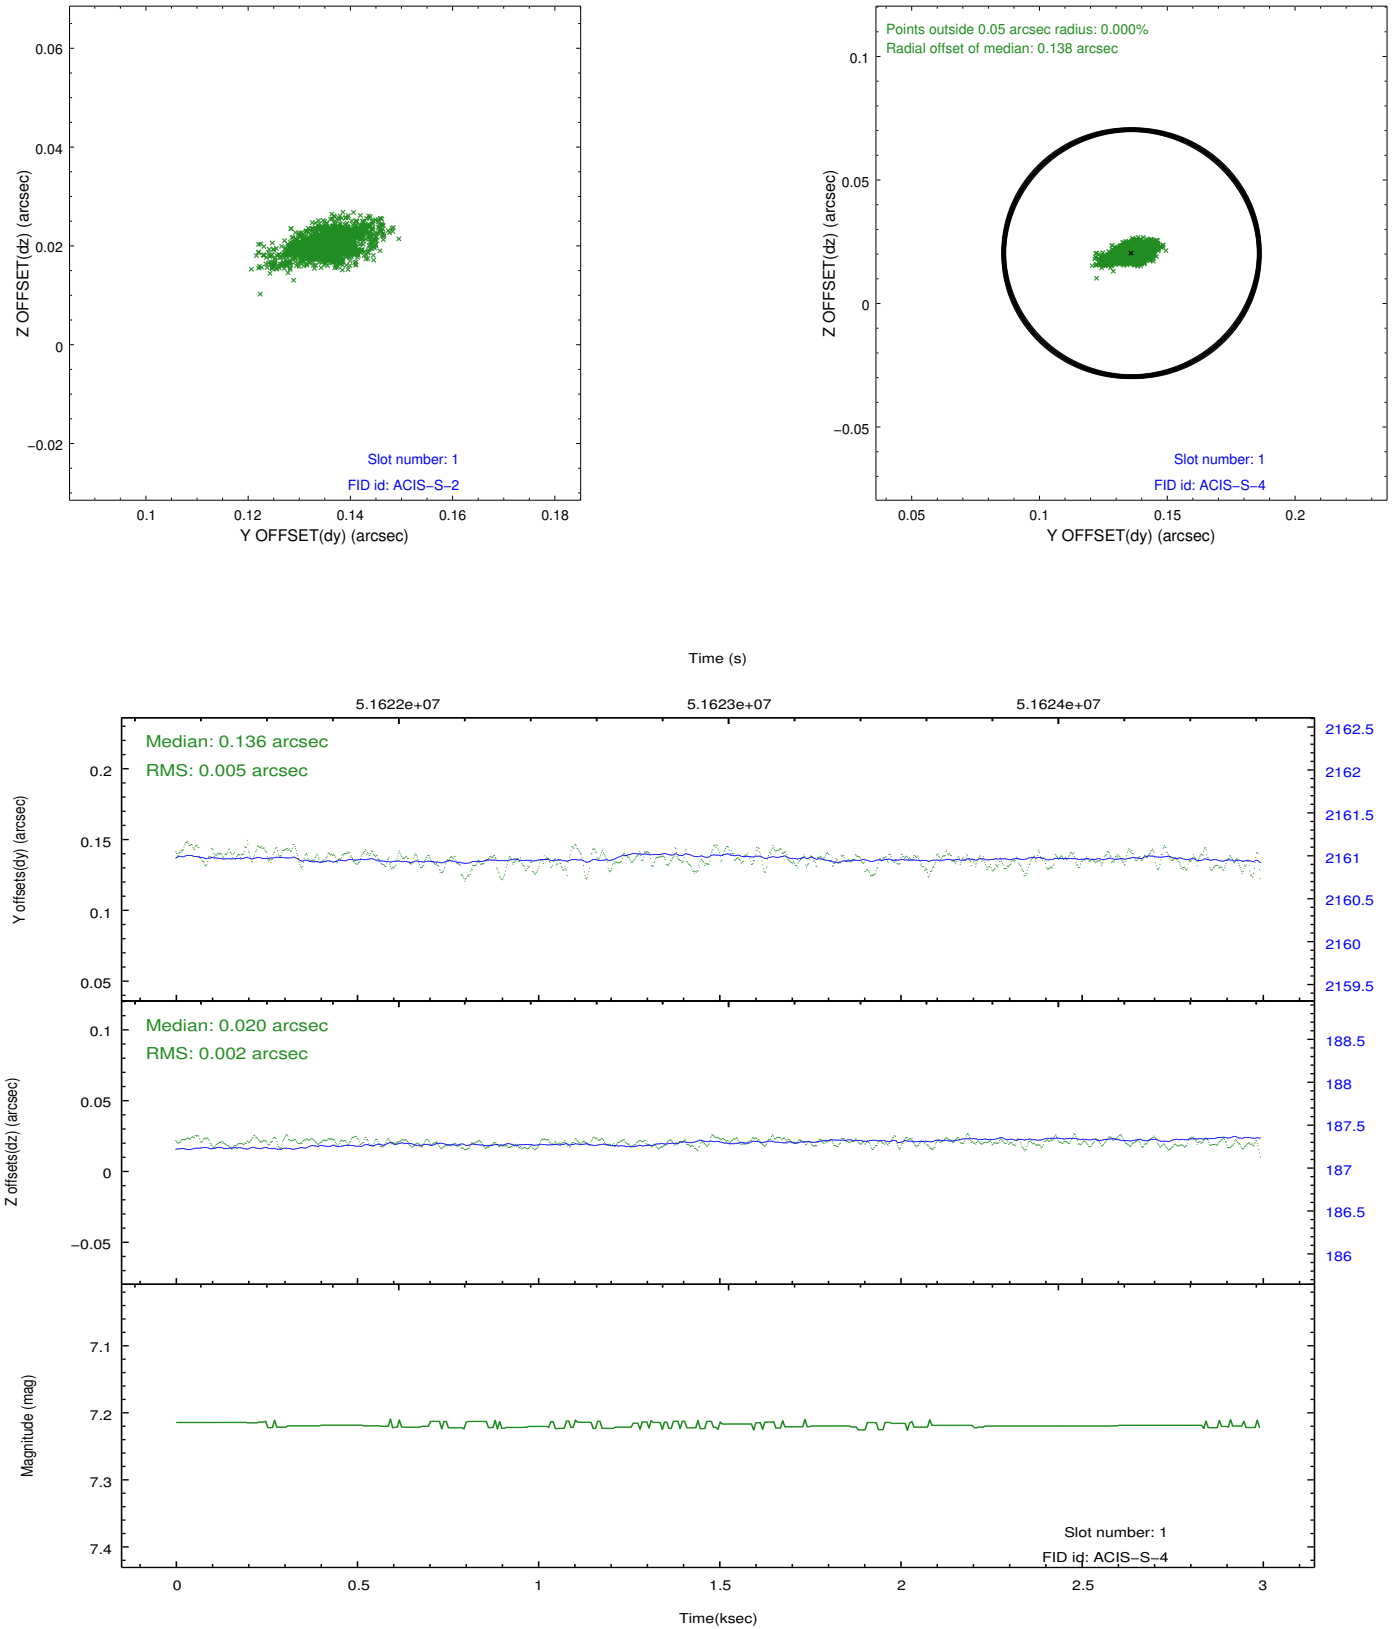 0.06
0.04
0.02
0
−0.02
Z OFFSET(dz) (arcsec)
Slot number: 1
FID id: ACIS−S−2
0.1
0.12
0.14
0.16
0.18
Y OFFSET(dy) (arcsec)
Points outside 0.05 arcsec radius: 0.000%
Radial offset of median: 0.138 arcsec
0.1
0.05
0
−0.05
Z OFFSET(dz) (arcsec)
Slot number: 1
FID id: ACIS−S−4
0.05
0.1
0.15
0.2
Y OFFSET(dy) (arcsec)
Time (s)
5.1622e+07
5.1623e+07
5.1624e+07
Median: 0.136 arcsec
RMS: 0.005 arcsec
0.2
0.15
0.1
0.05
Y offsets(dy) (arcsec)
2162.5
2162
2161.5
2161
2160.5
2160
2159.5
Median: 0.020 arcsec
RMS: 0.002 arcsec
0.1
0.05
0
−0.05
Z offsets(dz) (arcsec)
188.5
188
187.5
187
186.5
186
7.1
7.2
7.3
7.4
Magnitude (mag)
Slot number: 1
FID id: ACIS−S−4
0
0.5
1
1.5
2
2.5
3
Time(ksec)